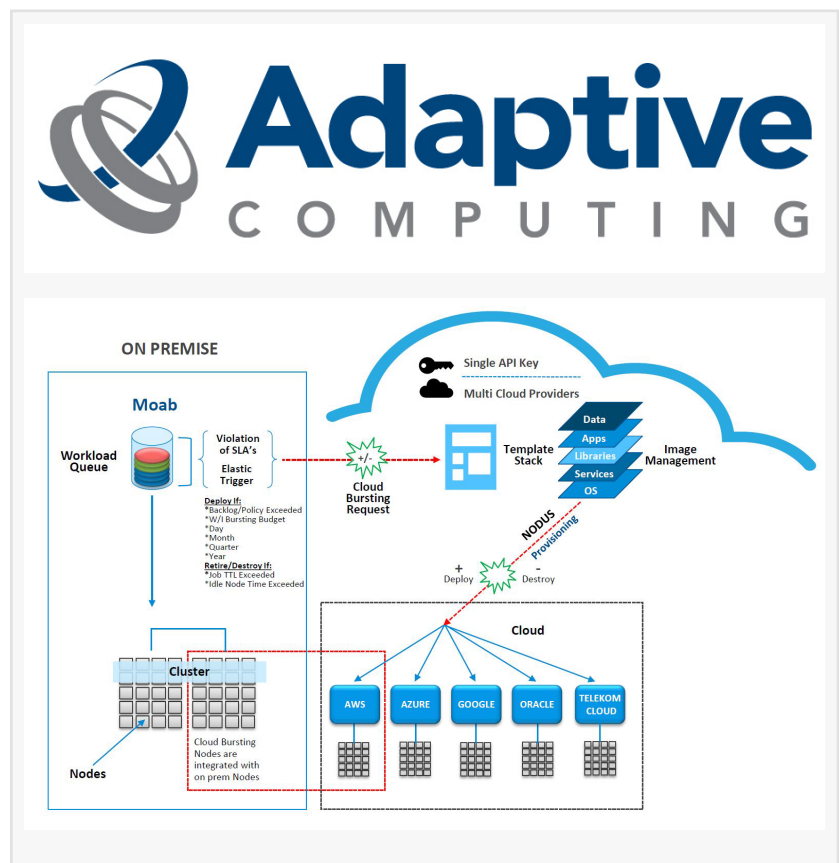 Adaptive
COMPUTING
ON PREMISE
Moab
Workload
Queue
Violation
of SLA's
Elastic
Trigger
Deploy If:
*Backlog/Policy Exceeded
*W/I Bursting Budget
*Day
*Month
*Quarter
*Year
Retire/Destroy If:
*Job TTL Exceeded
*Idle Node Time Exceeded
+/-
Cloud
Bursting
Request
Single API Key
Multi Cloud Providers
Template
Stack
Data
Apps
Libraries
Services
OS
Image
Management
NODUS
Provisioning
+
Deploy
-
Destroy
Cluster
Nodes
Cloud Bursting
Nodes are
integrated with
on prem Nodes
Cloud
AWS
AZURE
GOOGLE
ORACLE
TELEKOM
CLOUD